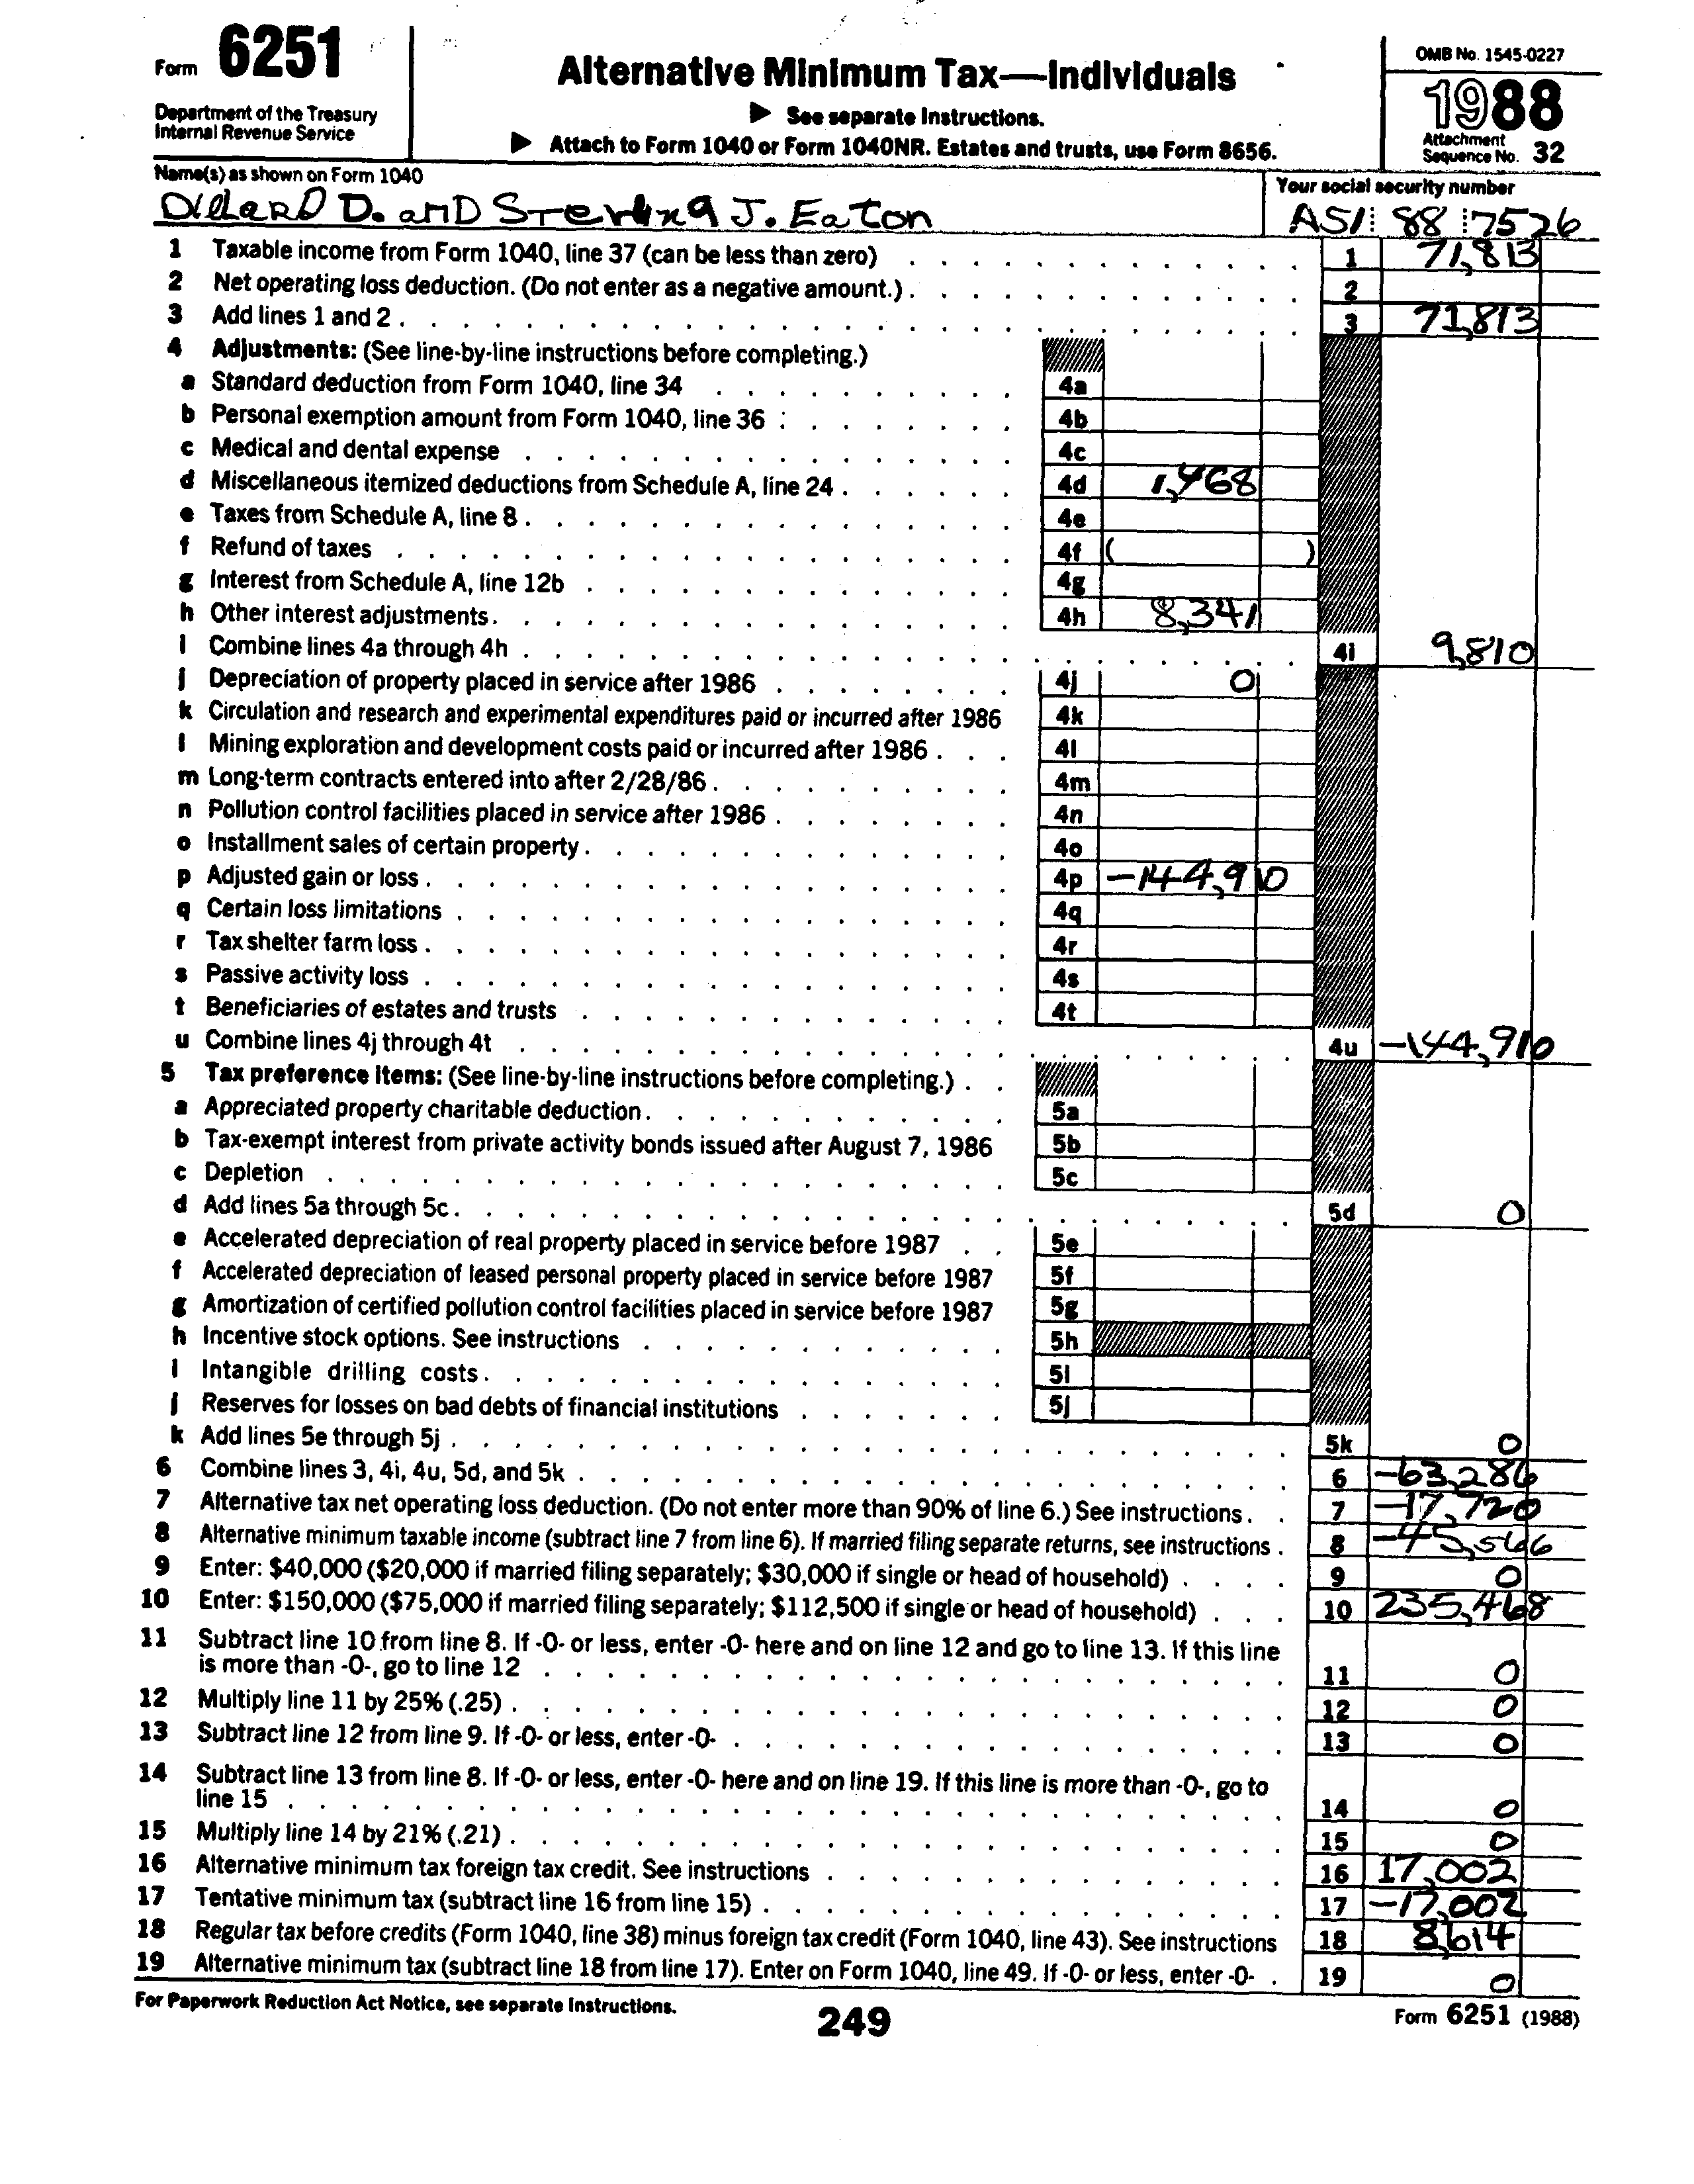 Form 6251
Department of the Treasury
Internal Revenue Service
Alternative Minimum Tax—Individuals
▶ See separate Instructions.
▶ Attach to Form 1040 or Form 1040NR. Estates and trusts, use Form 8656.
OMB No. 1545-0227
1988
Attachment
Sequence No. 32
Name(s) as shown on Form 1040
Dillard D. and Sterling J. Eaton
Your social security number
ASI 88 7526
1 Taxable income from Form 1040, line 37 (can be less than zero) 1 71,813
2 Net operating loss deduction. (Do not enter as a negative amount.) 2
3 Add lines 1 and 2 3 71,813
4 Adjustments: (See line-by-line instructions before completing.)
a Standard deduction from Form 1040, line 34 4a
b Personal exemption amount from Form 1040, line 36 4b
c Medical and dental expense 4c
d Miscellaneous itemized deductions from Schedule A, line 24 4d 1,468
e Taxes from Schedule A, line 8 4e
f Refund of taxes 4f ( )
g Interest from Schedule A, line 12b 4g
h Other interest adjustments 4h 8,341
i Combine lines 4a through 4h 4i 9,810
j Depreciation of property placed in service after 1986 4j 0
k Circulation and research and experimental expenditures paid or incurred after 1986 4k
l Mining exploration and development costs paid or incurred after 1986 4l
m Long-term contracts entered into after 2/28/86 4m
n Pollution control facilities placed in service after 1986 4n
o Installment sales of certain property 4o
p Adjusted gain or loss 4p -144,910
q Certain loss limitations 4q
r Tax shelter farm loss 4r
s Passive activity loss 4s
t Beneficiaries of estates and trusts 4t
u Combine lines 4j through 4t 4u -144,910
5 Tax preference items: (See line-by-line instructions before completing.)
a Appreciated property charitable deduction 5a
b Tax-exempt interest from private activity bonds issued after August 7, 1986 5b
c Depletion 5c
d Add lines 5a through 5c 5d 0
e Accelerated depreciation of real property placed in service before 1987 5e
f Accelerated depreciation of leased personal property placed in service before 1987 5f
g Amortization of certified pollution control facilities placed in service before 1987 5g
h Incentive stock options. See instructions 5h
i Intangible drilling costs 5i
j Reserves for losses on bad debts of financial institutions 5j
k Add lines 5e through 5j 5k 0
6 Combine lines 3, 4i, 4u, 5d, and 5k 6 -63,286
7 Alternative tax net operating loss deduction. (Do not enter more than 90% of line 6.) See instructions 7 -17,720
8 Alternative minimum taxable income (subtract line 7 from line 6). If married filing separate returns, see instructions 8 -45,566
9 Enter: $40,000 ($20,000 if married filing separately; $30,000 if single or head of household) 9 0
10 Enter: $150,000 ($75,000 if married filing separately; $112,500 if single or head of household) 10 235,468
11 Subtract line 10 from line 8. If -0- or less, enter -0- here and on line 12 and go to line 13. If this line
is more than -0-, go to line 12 11 0
12 Multiply line 11 by 25% (.25) 12 0
13 Subtract line 12 from line 9. If -0- or less, enter -0- 13 0
14 Subtract line 13 from line 8. If -0- or less, enter -0- here and on line 19. If this line is more than -0-, go to
line 15 14 0
15 Multiply line 14 by 21% (.21) 15 0
16 Alternative minimum tax foreign tax credit. See instructions 16 17,002
17 Tentative minimum tax (subtract line 16 from line 15) 17 -17,002
18 Regular tax before credits (Form 1040, line 38) minus foreign tax credit (Form 1040, line 43). See instructions 18 8,614
19 Alternative minimum tax (subtract line 18 from line 17). Enter on Form 1040, line 49. If -0- or less, enter -0- 19 0
For Paperwork Reduction Act Notice, see separate Instructions.
249
Form 6251 (1988)